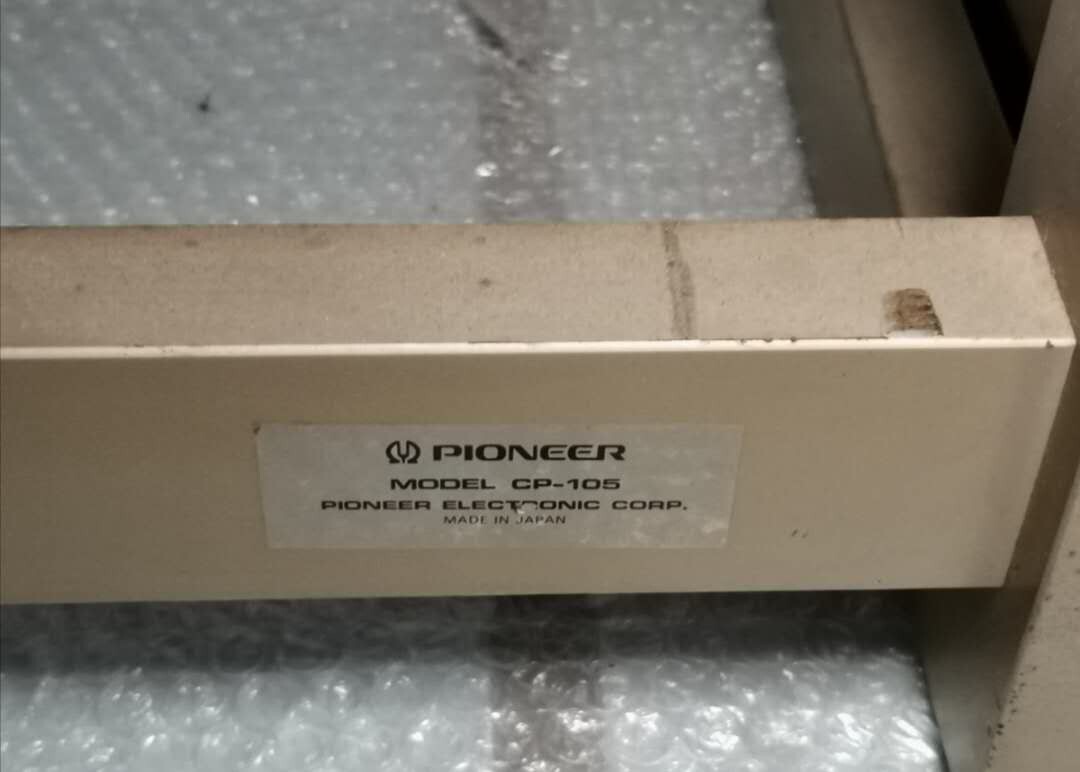 PIONEER
MODEL CP-105
PIONEER ELECTRONIC CORP.
MADE IN JAPAN